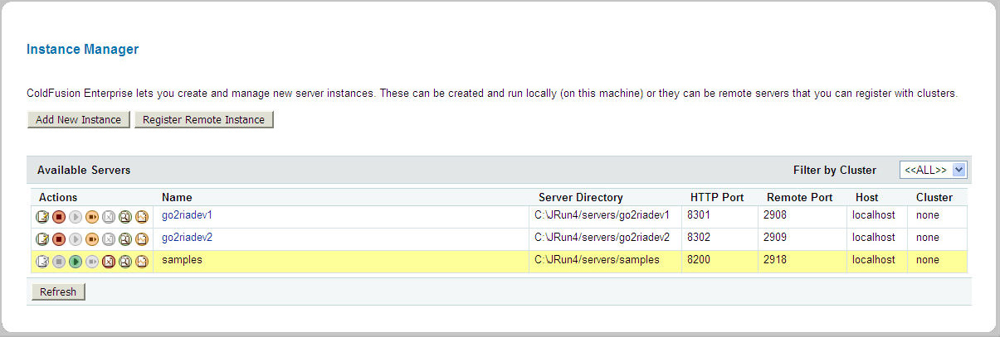 Instance Manager
ColdFusion Enterprise lets you create and manage new server instances. These can be created and run locally (on this machine) or they can be remote servers that you can register with clusters.
Add New Instance Register Remote Instance
Available Servers Filter by Cluster <<ALL>>
Actions Name Server Directory HTTP Port Remote Port Host Cluster
go2riadev1 C:\JRun4/servers/go2riadev1 8301 2908 localhost none
go2riadev2 C:\JRun4/servers/go2riadev2 8302 2909 localhost none
samples C:\JRun4/servers/samples 8200 2918 localhost none
Refresh